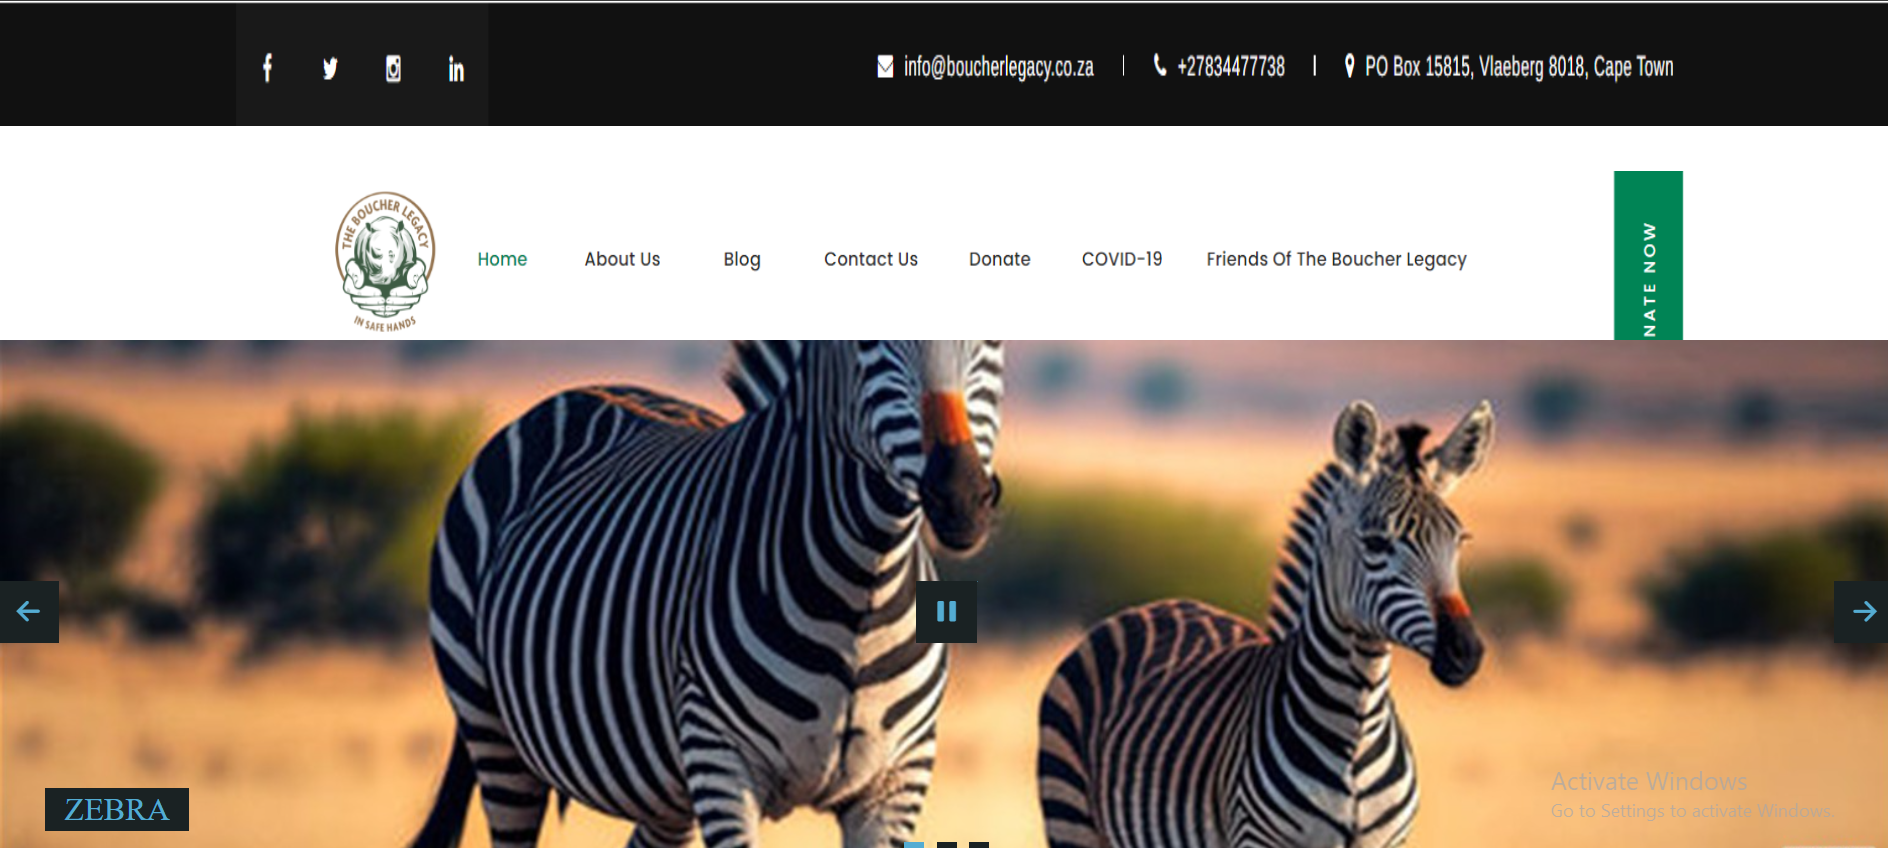 info@boucherlegacy.co.za | +27834477738 | PO Box 15815, Vlaeberg 8018, Cape Town
THE BOUCHER LEGACY
IN SAFE HANDS
Home About Us Blog Contact Us Donate COVID-19 Friends Of The Boucher Legacy
NATE NOW
ZEBRA
Activate Windows
Go to Settings to activate Windows.